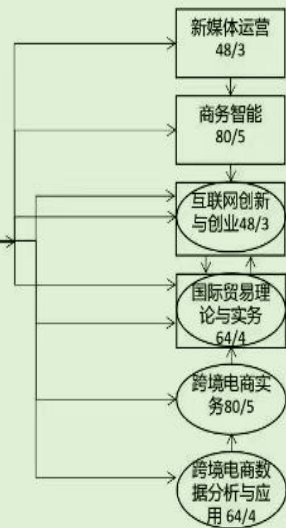 新媒体运营
48/3
商务智能
80/5
互联网创新
与创业48/3
国际贸易理
论与实务
64/4
跨境电商实
务80/5
跨境电商数
据分析与应
用 64/4